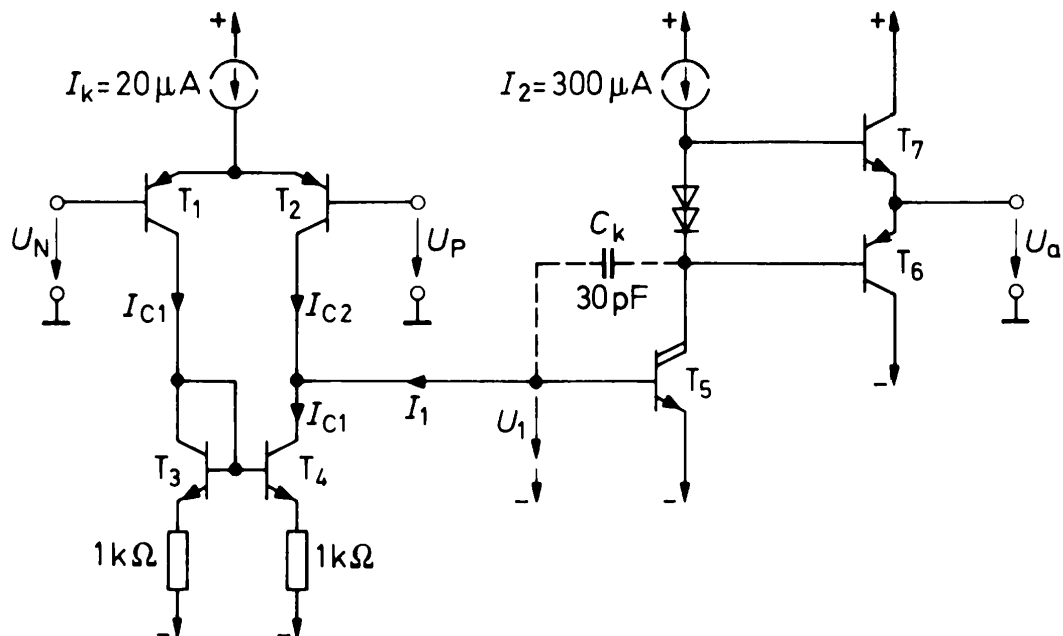 +
+
+
I_k = 20 µA
I_2 = 300 µA
T_7
T_1
T_2
U_N
U_P
C_k
30 pF
U_a
T_6
I_C1
I_C2
T_5
I_1
U_1
I_C1
T_3
T_4
1 kΩ
1 kΩ
-
-
-
-
-